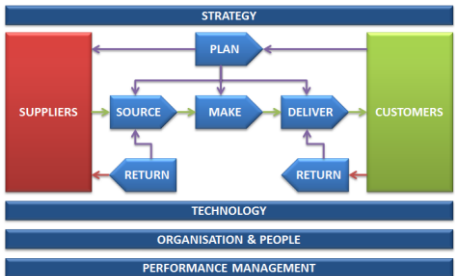 STRATEGY
PLAN
SUPPLIERS
SOURCE
MAKE
DELIVER
CUSTOMERS
RETURN
RETURN
TECHNOLOGY
ORGANISATION & PEOPLE
PERFORMANCE MANAGEMENT